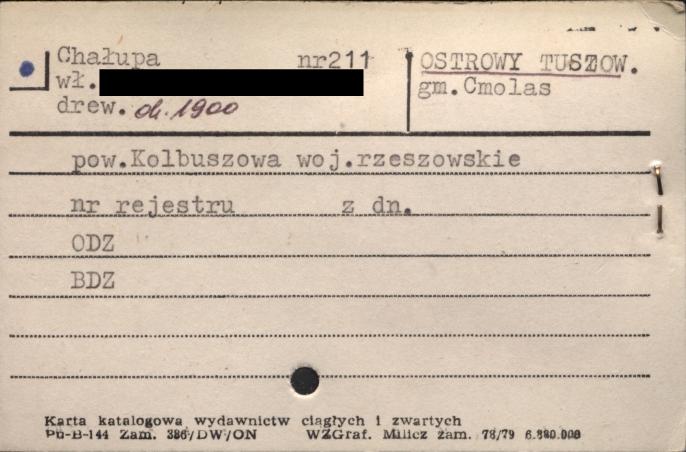 Chałupa nr211 OSTROWY TUSZOW.
wł. gm.Cmolas
drew. ok.1900
pow.Kolbuszowa woj.rzeszowskie
nr rejestru z dn.
ODZ
BDZ
Karta katalogowa wydawnictw ciągłych i zwartych
Pu-B-144 Zam. 386/DW/ON WZGraf. Milicz zam. 78/79 6.880.000